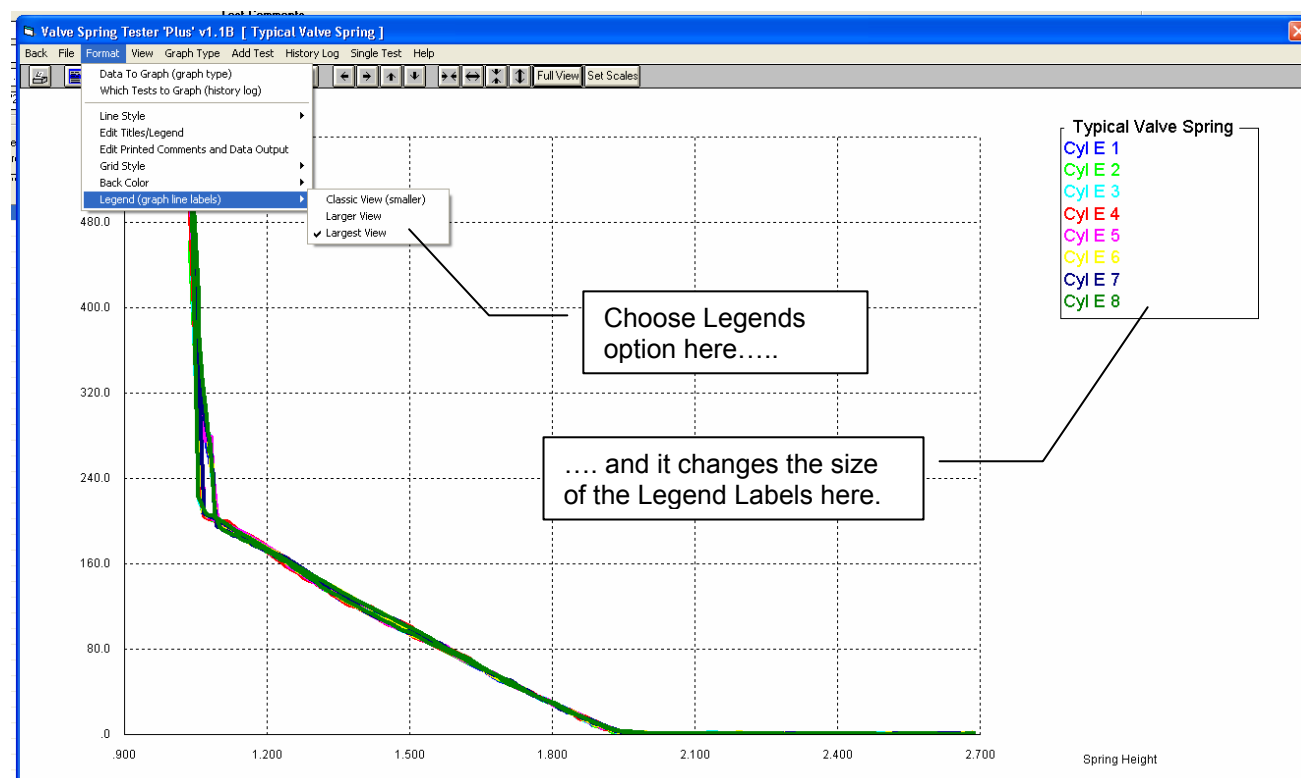 Test Comments
Valve Spring Tester 'Plus' v1.1B [ Typical Valve Spring ]
Back File Format View Graph Type Add Test History Log Single Test Help
Full View Set Scales
Data To Graph (graph type)
Which Tests to Graph (history log)
Line Style
Edit Titles/Legend
Edit Printed Comments and Data Output
Grid Style
Back Color
Legend (graph line labels)
Classic View (smaller)
Larger View
Largest View
Typical Valve Spring
Cyl E 1
Cyl E 2
Cyl E 3
Cyl E 4
Cyl E 5
Cyl E 6
Cyl E 7
Cyl E 8
Choose Legends
option here…..
…. and it changes the size
of the Legend Labels here.
480.0
400.0
320.0
240.0
160.0
80.0
.0
.900 1.200 1.500 1.800 2.100 2.400 2.700
Spring Height